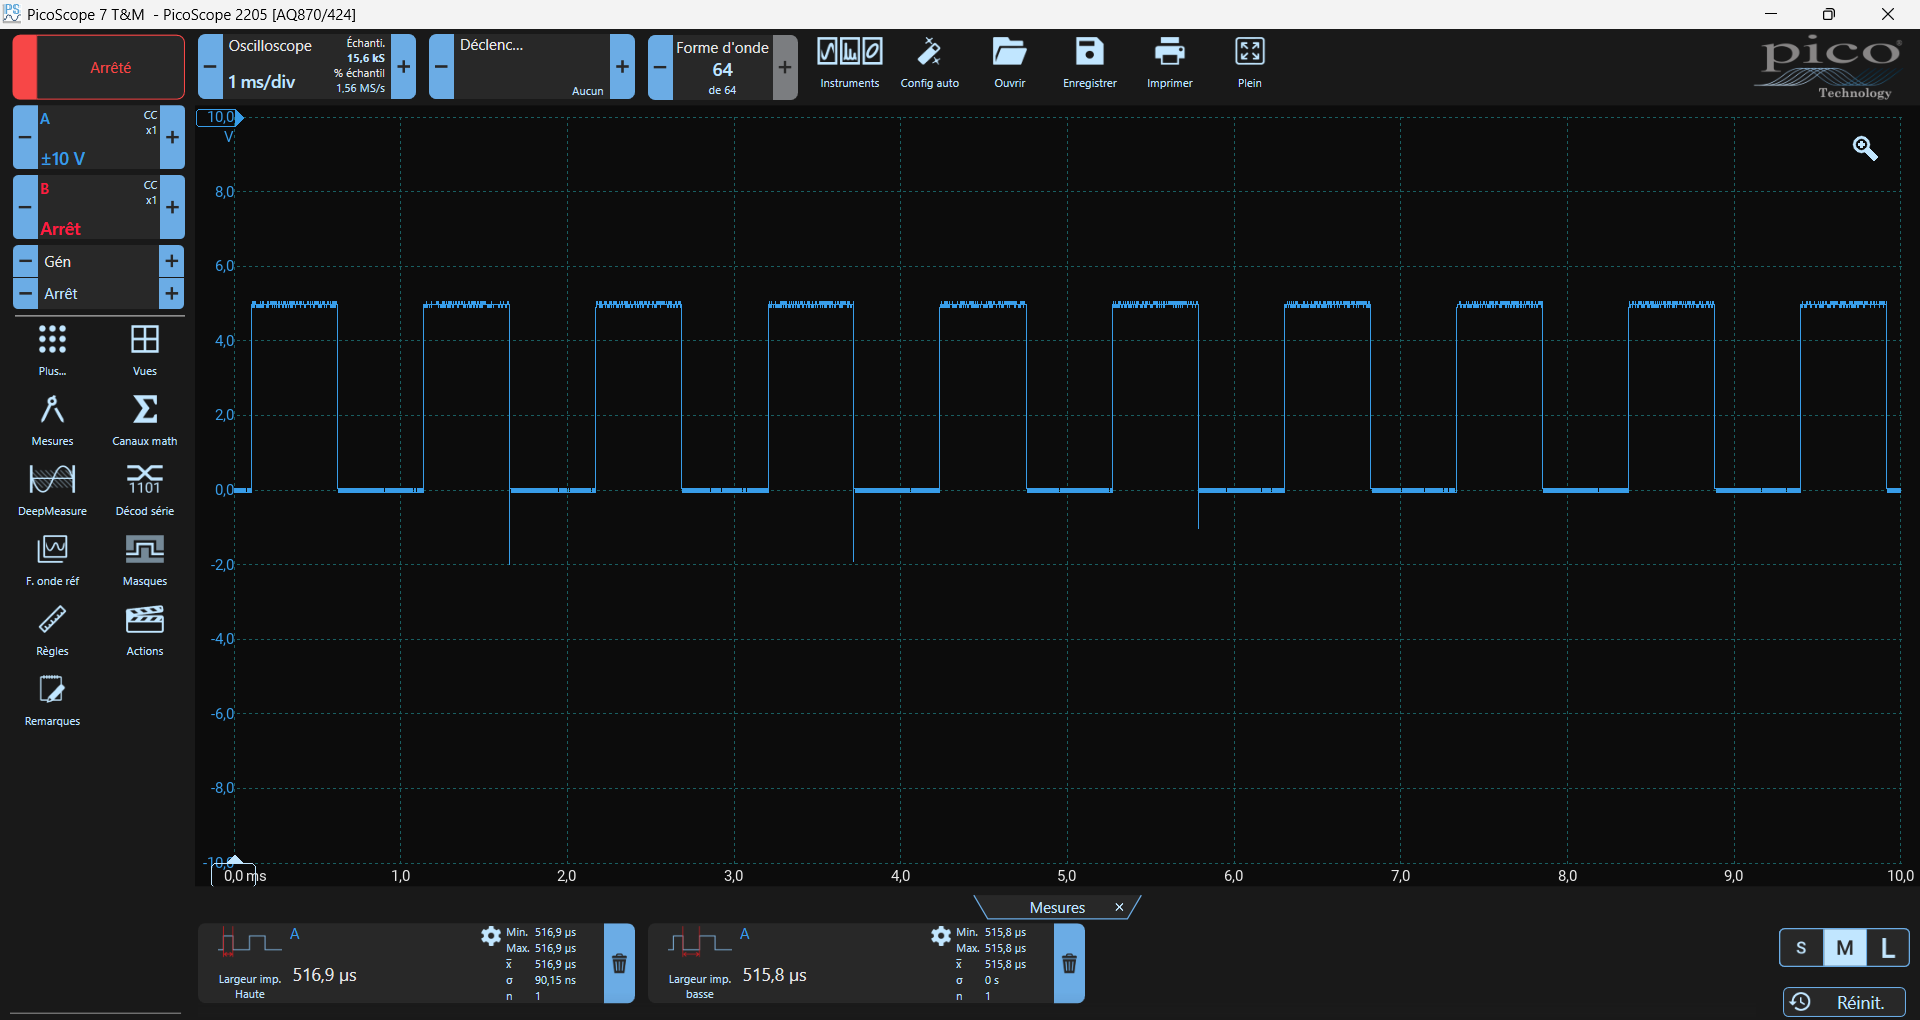 PicoScope 7 T&M - PicoScope 2205 [AQ870/424]
Arrêté
Oscilloscope
1 ms/div
Échanti.
15,6 kS
% échantil
1,56 MS/s
Déclenc...
Aucun
Forme d'onde
64
de 64
Instruments
Config auto
Ouvrir
Enregistrer
Imprimer
Plein
pico
Technology
A
CC
x1
±10 V
B
CC
x1
Arrêt
Gén
Arrêt
Plus...
Vues
Mesures
Canaux math
DeepMeasure
1101
Décod série
F. onde réf
Masques
Règles
Actions
Remarques
10,0
V
8,0
6,0
4,0
2,0
0,0
-2,0
-4,0
-6,0
-8,0
-10,0
0,0 ms
1,0
2,0
3,0
4,0
5,0
6,0
7,0
8,0
9,0
10,0
Mesures
A
Largeur imp.
Haute
516,9 µs
Min. 516,9 µs
Max. 516,9 µs
x̄ 516,9 µs
σ 90,15 ns
n 1
A
Largeur imp.
basse
515,8 µs
Min. 515,8 µs
Max. 515,8 µs
x̄ 515,8 µs
σ 0 s
n 1
S M L
Réinit.